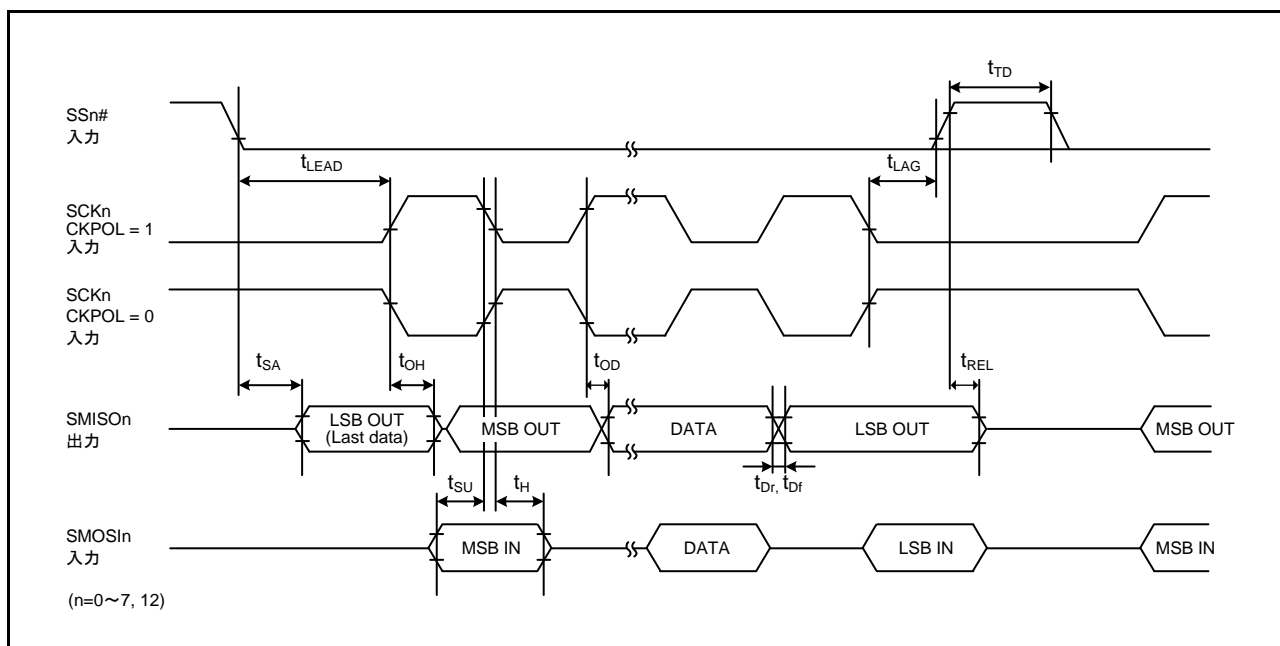 tTD
SSn#
入力
tLEAD
tLAG
SCKn
CKPOL = 1
入力
SCKn
CKPOL = 0
入力
tSA
tOH
tOD
tREL
SMISOn
出力
LSB OUT
(Last data)
MSB OUT
DATA
LSB OUT
MSB OUT
tSU
tH
tDr, tDf
SMOSIn
入力
MSB IN
DATA
LSB IN
MSB IN
(n=0～7, 12)